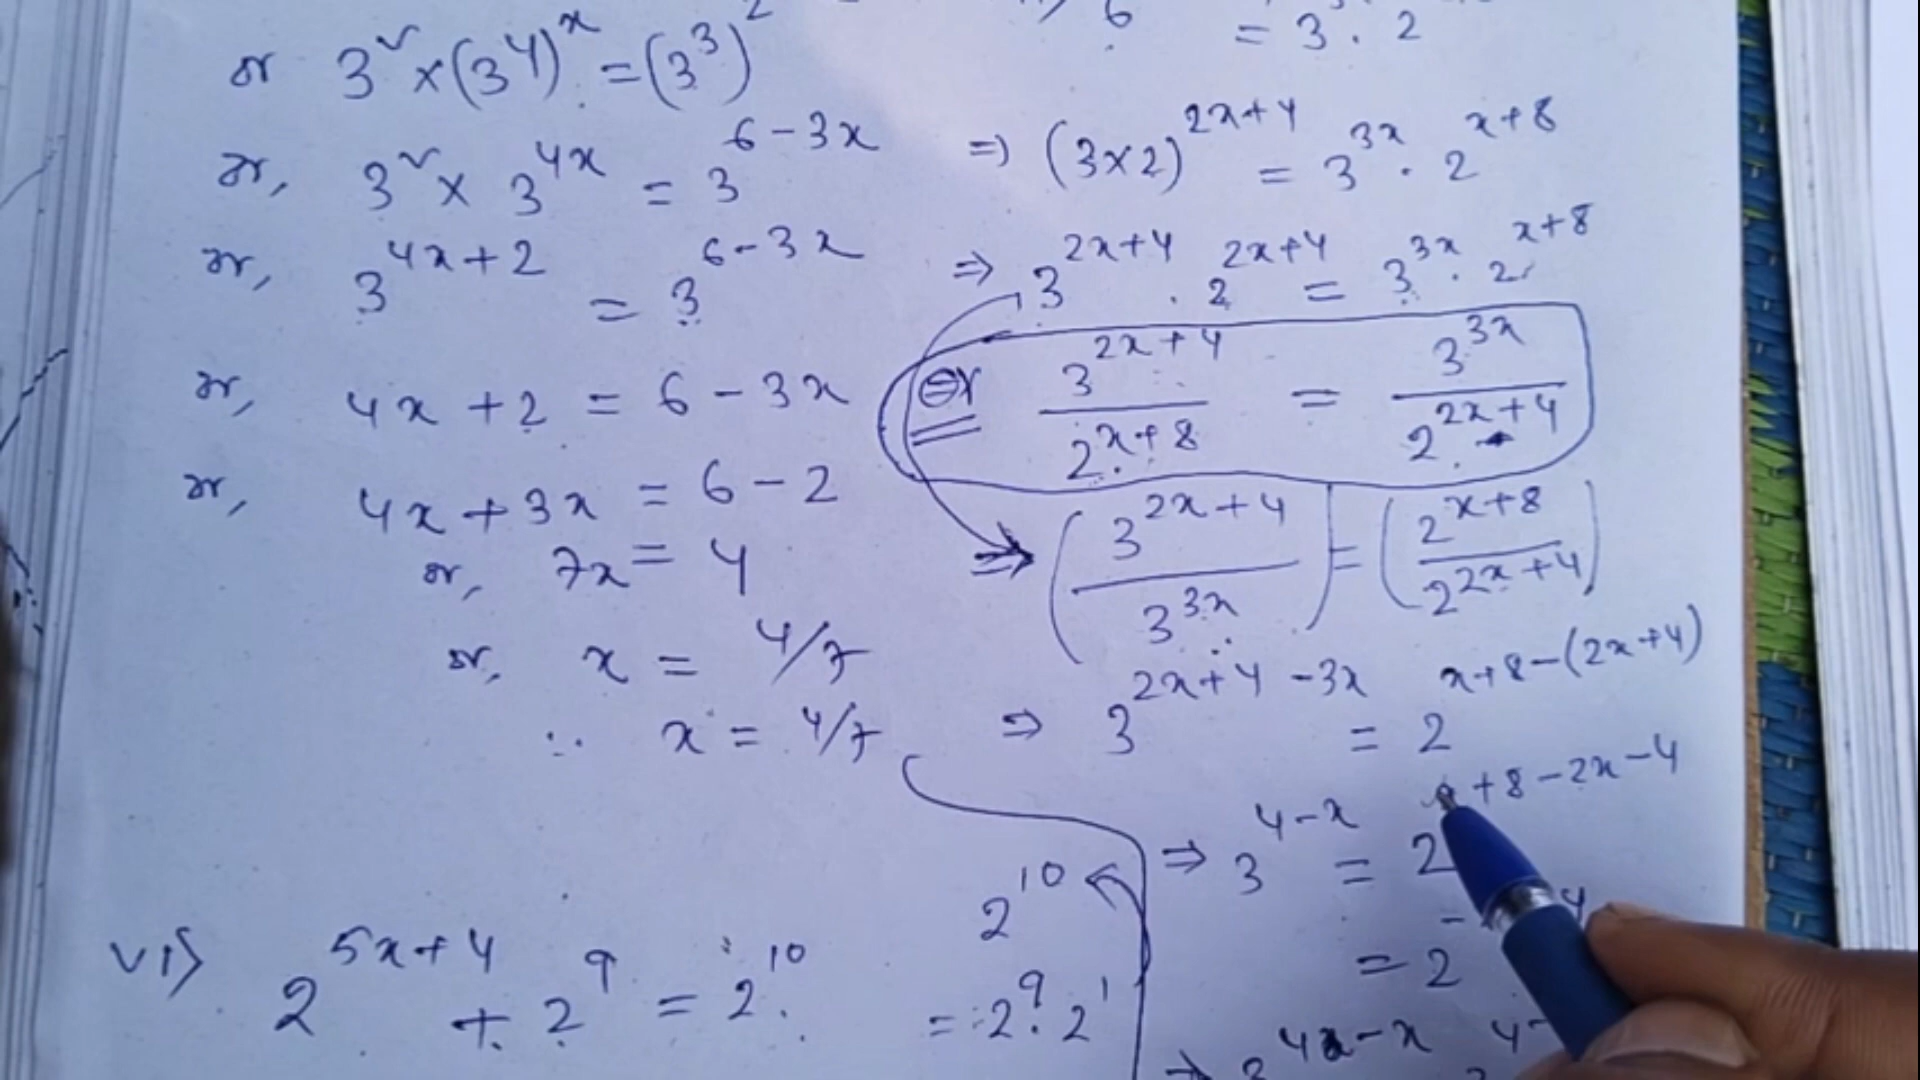 or 3^2 × (3^4)^x = (3^3)^2
or, 3^2 × 3^4x = 3^6-3x
or, 3^4x+2 = 3^6-3x
or, 4x + 2 = 6 - 3x
or, 4x + 3x = 6 - 2
or, 7x = 4
or, x = 4/7
∴ x = 4/7
vi) 2^5x+4 + 2^9 = 2^10
6 = 3 . 2
⇒ (3×2)^2x+4 = 3^3x . 2^x+8
⇒ 3^2x+4 . 2^2x+4 = 3^3x . 2^x+8
or 3^2x+4 / 2^x+8 = 3^3x / 2^2x+4
⇒ (3^2x+4 / 3^3x) = (2^x+8 / 2^2x+4)
⇒ 3^2x+4-3x = 2^x+8-(2x+4)
⇒ 3^4-x = 2^x+8-2x-4
= 2
2^10
= 2^9 . 2^1
⇒ 3^4x-x